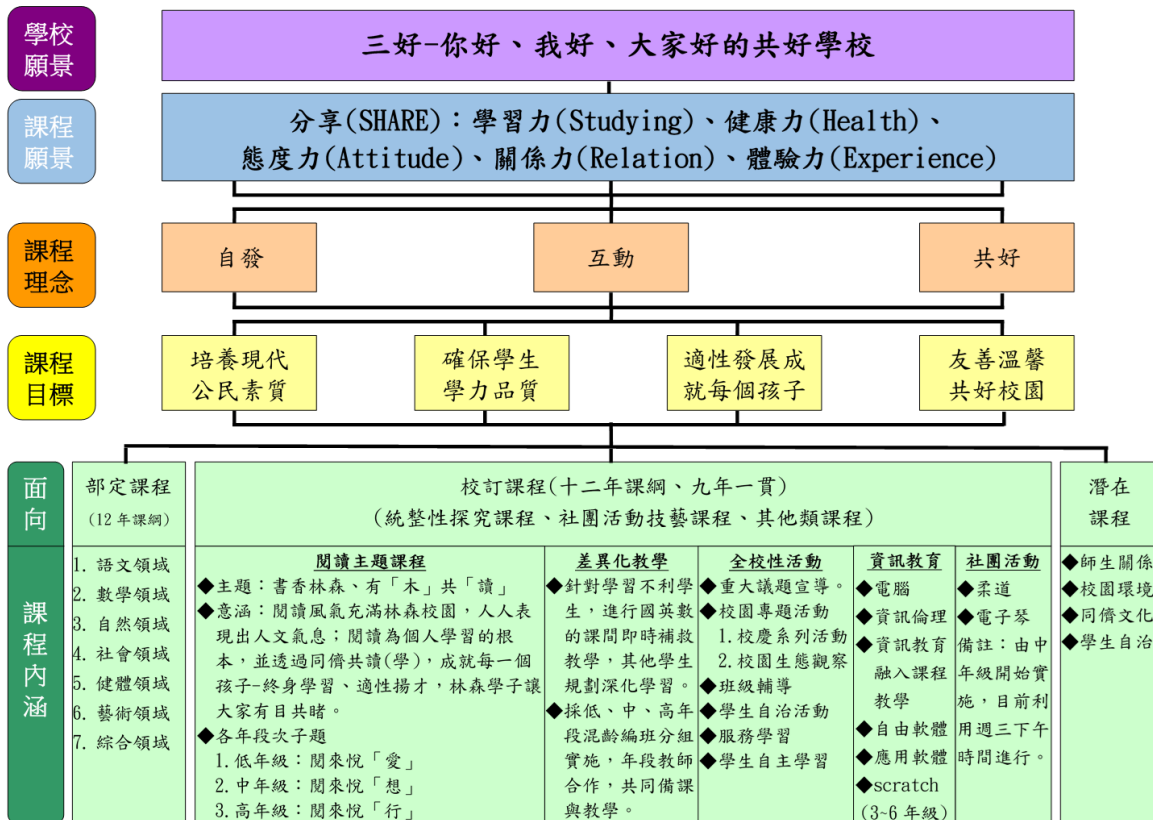 學校
願景
三好-你好、我好、大家好的共好學校
課程
願景
分享(SHARE)：學習力(Studying)、健康力(Health)、
態度力(Attitude)、關係力(Relation)、體驗力(Experience)
課程
理念
自發
互動
共好
課程
目標
培養現代
公民素質
確保學生
學力品質
適性發展成
就每個孩子
友善溫馨
共好校園
面
向
部定課程
(12 年課綱)
校訂課程(十二年課綱、九年一貫)
(統整性探究課程、社團活動技藝課程、其他類課程)
潛在
課程
課
程
內
涵
1. 語文領域
2. 數學領域
3. 自然領域
4. 社會領域
5. 健體領域
6. 藝術領域
7. 綜合領域
閱讀主題課程
◆主題：書香林森、有「木」共「讀」
◆意涵：閱讀風氣充滿林森校園，人人表
現出人文氣息；閱讀為個人學習的根
本，並透過同儕共讀(學)，成就每一個
孩子-終身學習、適性揚才，林森學子讓
大家有目共睹。
◆各年段次子題
1.低年級：閱來悅「愛」
2.中年級：閱來悅「想」
3.高年級：閱來悅「行」
差異化教學
◆針對學習不利學
生，進行國英數
的課間即時補救
教學，其他學生
規劃深化學習。
◆採低、中、高年
段混齡編班分組
實施，年段教師
合作，共同備課
與教學。
全校性活動
◆重大議題宣導。
◆校園專題活動
1.校慶系列活動
2.校園生態觀察
◆班級輔導
◆學生自治活動
◆服務學習
◆學生自主學習
資訊教育
◆電腦
◆資訊倫理
◆資訊教育
融入課程
教學
◆自由軟體
◆應用軟體
◆scratch
(3~6 年級)
社團活動
◆柔道
◆電子琴
備註：由中
年級開始實
施，目前利
用週三下午
時間進行。
◆師生關係
◆校園環境
◆同儕文化
◆學生自治